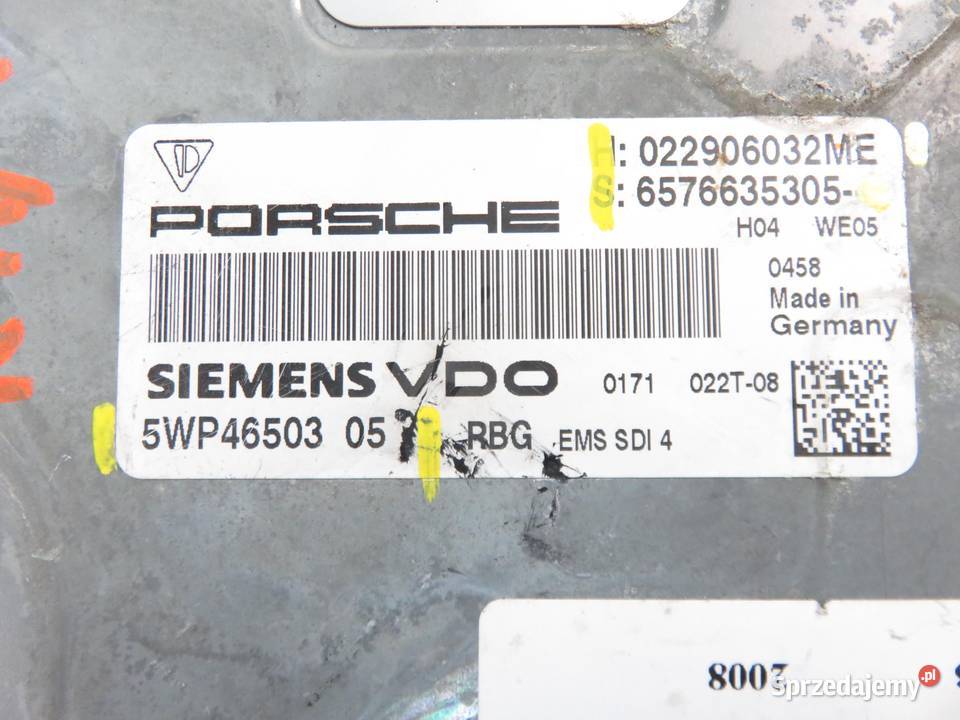 H: 022906032ME
S: 6576635305-
PORSCHE
H04 WE05
0458
Made in
Germany
SIEMENS VDO 0171 022T-08
5WP46503 05 RBG EMS SDI 4
2008
Sprzedajemy.pl